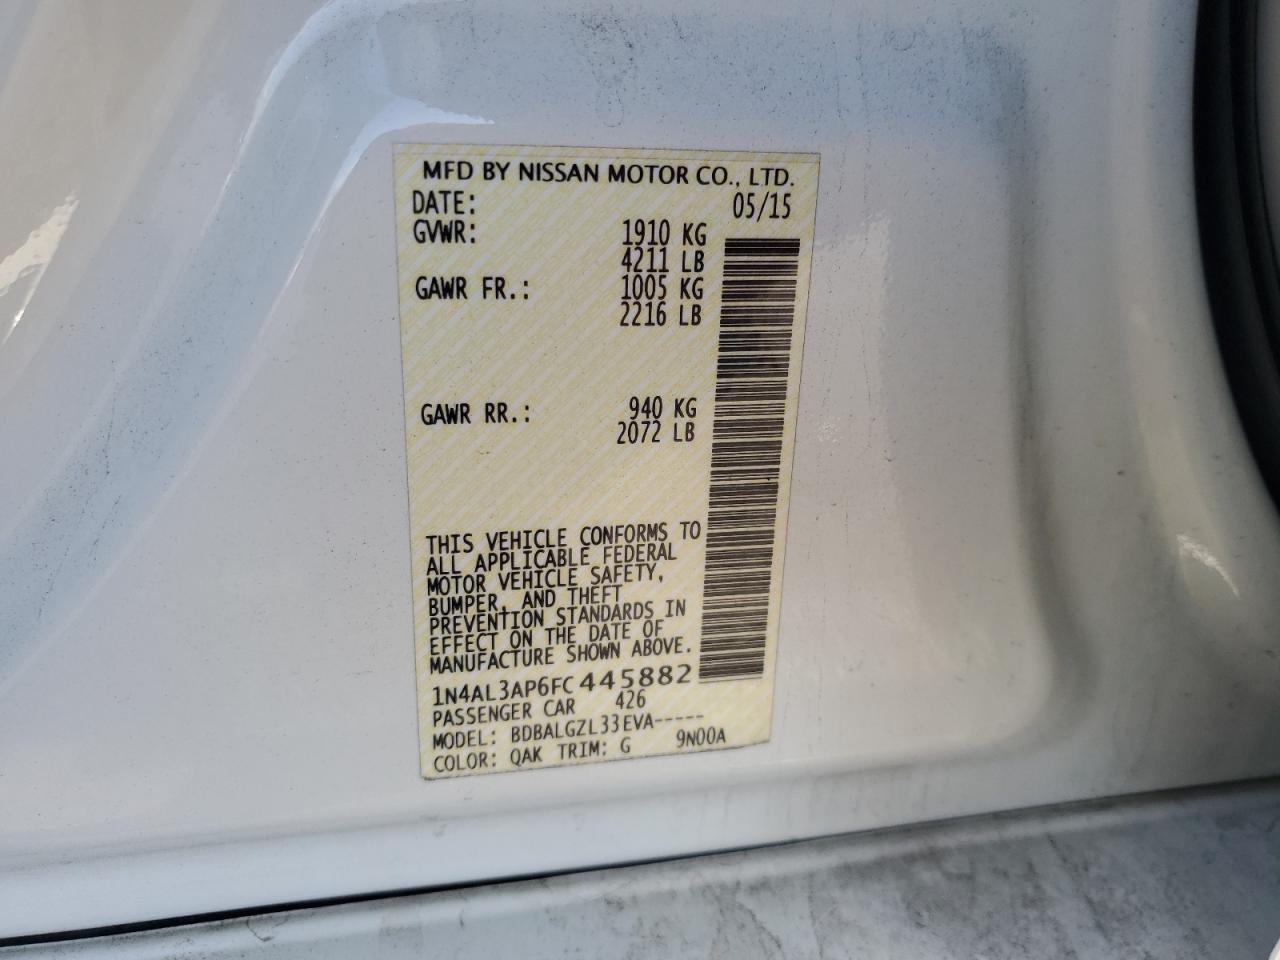 MFD BY NISSAN MOTOR CO., LTD.
DATE: 05/15
GVWR: 1910 KG
4211 LB
GAWR FR.: 1005 KG
2216 LB
GAWR RR.: 940 KG
2072 LB
THIS VEHICLE CONFORMS TO
ALL APPLICABLE FEDERAL
MOTOR VEHICLE SAFETY,
BUMPER, AND THEFT
PREVENTION STANDARDS IN
EFFECT ON THE DATE OF
MANUFACTURE SHOWN ABOVE.
1N4AL3AP6FC445882
PASSENGER CAR 426
MODEL: BDBALGZL33EVA-----
COLOR: QAK TRIM: G 9N00A